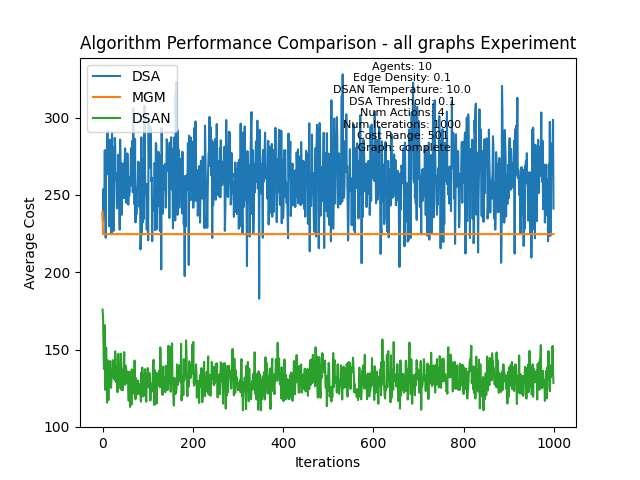 Algorithm Performance Comparison - all graphs Experiment
DSA
MGM
DSAN
Agents: 10
Edge Density: 0.1
DSAN Temperature: 10.0
DSA Threshold: 0.1
Num Actions: 4
Num Iterations: 1000
Cost Range: 501
Graph: complete
Average Cost
300
250
200
150
100
0
200
400
600
800
1000
Iterations